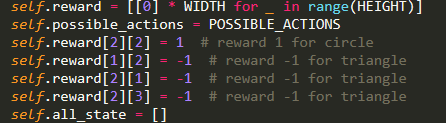 self.reward = [[0] * WIDTH for _ in range(HEIGHT)]
self.possible_actions = POSSIBLE_ACTIONS
self.reward[2][2] = 1  # reward 1 for circle
self.reward[1][2] = -1  # reward -1 for triangle
self.reward[2][1] = -1  # reward -1 for triangle
self.reward[2][3] = -1  # reward -1 for triangle
self.all_state = []